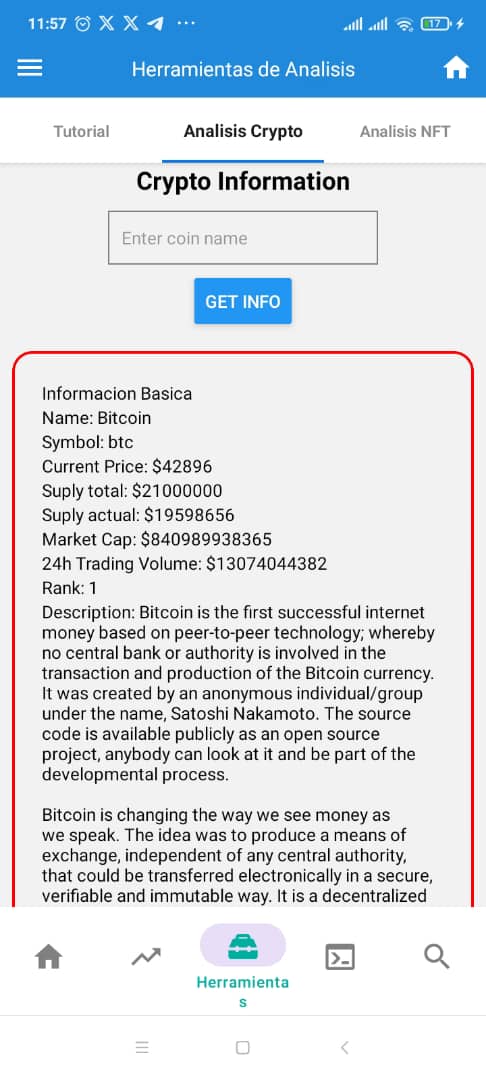 11:57
17
Herramientas de Analisis
Tutorial
Analisis Crypto
Analisis NFT
Crypto Information
Enter coin name
GET INFO
Informacion Basica
Name: Bitcoin
Symbol: btc
Current Price: $42896
Suply total: $21000000
Suply actual: $19598656
Market Cap: $840989938365
24h Trading Volume: $13074044382
Rank: 1
Description: Bitcoin is the first successful internet
money based on peer-to-peer technology; whereby
no central bank or authority is involved in the
transaction and production of the Bitcoin currency.
It was created by an anonymous individual/group
under the name, Satoshi Nakamoto. The source
code is available publicly as an open source
project, anybody can look at it and be part of the
developmental process.
Bitcoin is changing the way we see money as
we speak. The idea was to produce a means of
exchange, independent of any central authority,
that could be transferred electronically in a secure,
verifiable and immutable way. It is a decentralized
Herramienta
s